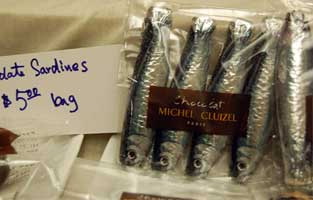 late Sardines
$5.00 bag
Chocolat
MICHEL CLUIZEL
PARIS